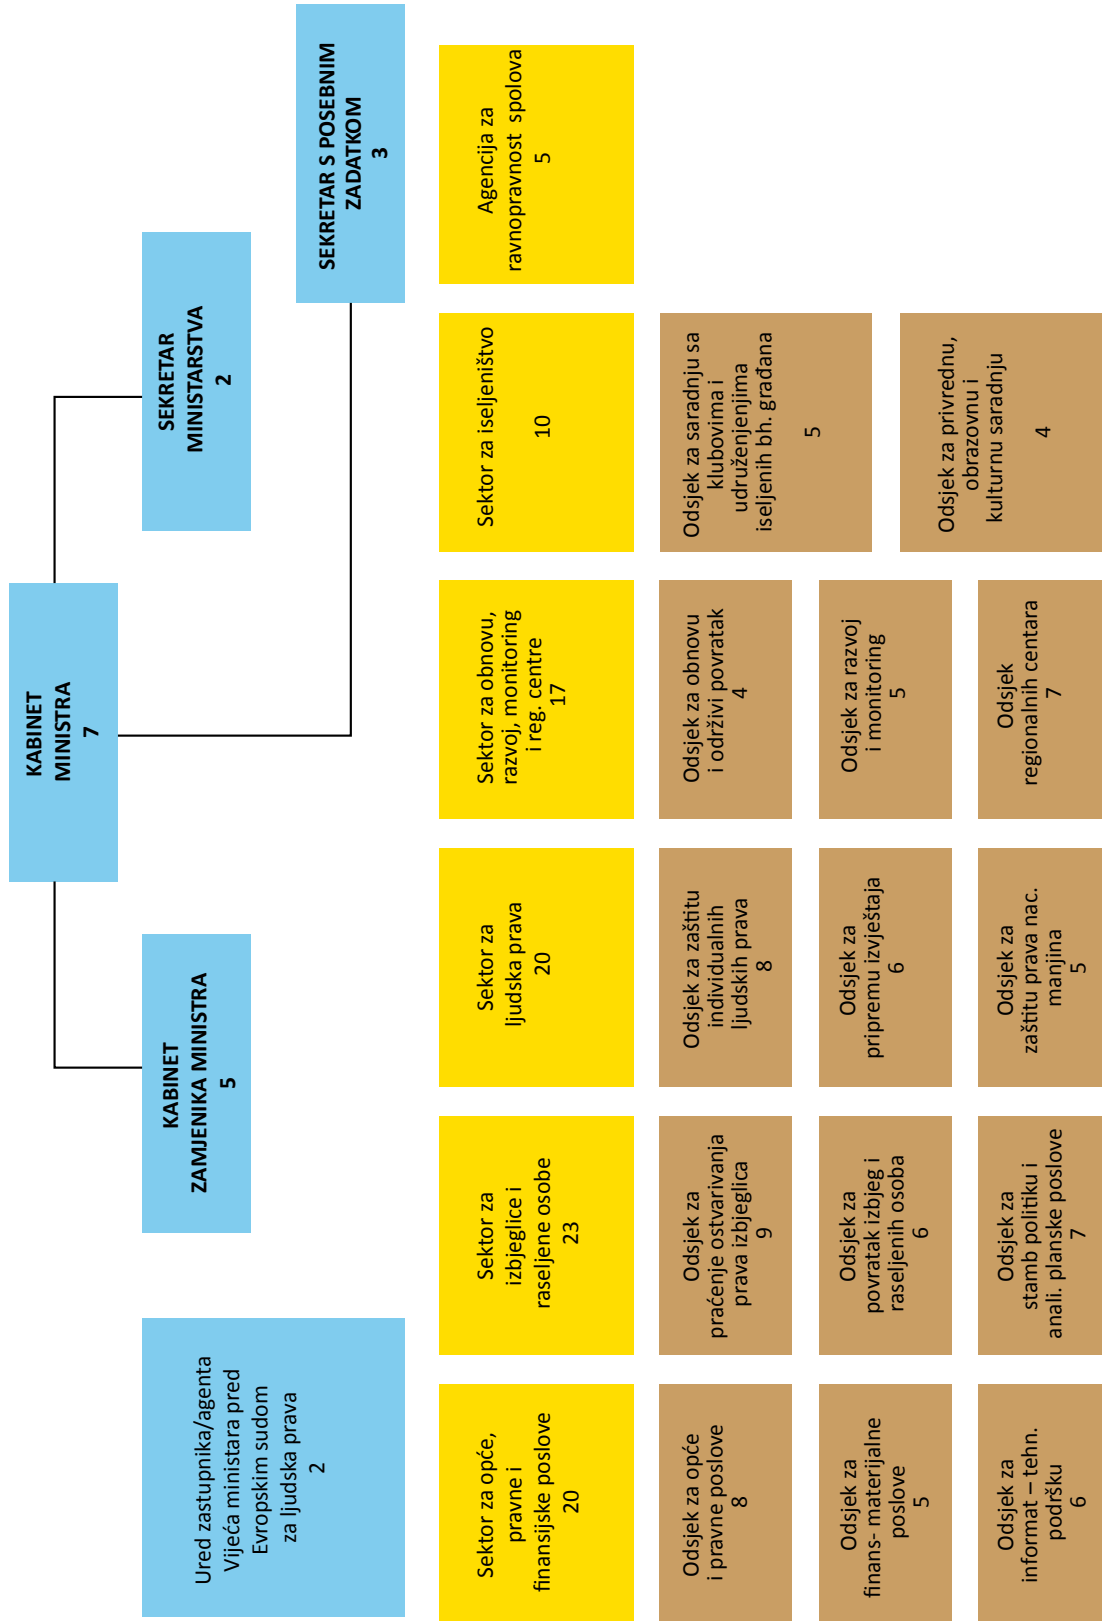 KABINET
MINISTRA
7
KABINET
ZAMJENIKA MINISTRA
5
SEKRETAR
MINISTARSTVA
2
Ured zastupnika/agenta
Vijeća ministara pred
Evropskim sudom
za ljudska prava
2
SEKRETAR S POSEBNIM
ZADATKOM
3
Sektor za opće,
pravne i
finansijske poslove
20
Sektor za
izbjeglice i
raseljene osobe
23
Sektor za
ljudska prava
20
Sektor za obnovu,
razvoj, monitoring
i reg. centre
17
Sektor za iseljeništvo
10
Agencija za
ravnopravnost spolova
5
Odsjek za opće
i pravne poslove
8
Odsjek za
praćenje ostvarivanja
prava izbjeglica
9
Odsjek za zaštitu
individualnih
ljudskih prava
8
Odsjek za obnovu
i održivi povratak
4
Odsjek za saradnju sa
klubovima i
udruženjima
iseljenih bh. građana
5
Odsjek za
finans- materijalne
poslove
5
Odsjek za
povratak izbjeg i
raseljenih osoba
6
Odsjek za
pripremu izvještaja
6
Odsjek za razvoj
i monitoring
5
Odsjek za privrednu,
obrazovnu i
kulturnu saradnju
4
Odsjek za
informat – tehn.
podršku
6
Odsjek za
stamb politiku i
anali. planske poslove
7
Odsjek za
zaštitu prava nac.
manjina
5
Odsjek
regionalnih centara
7